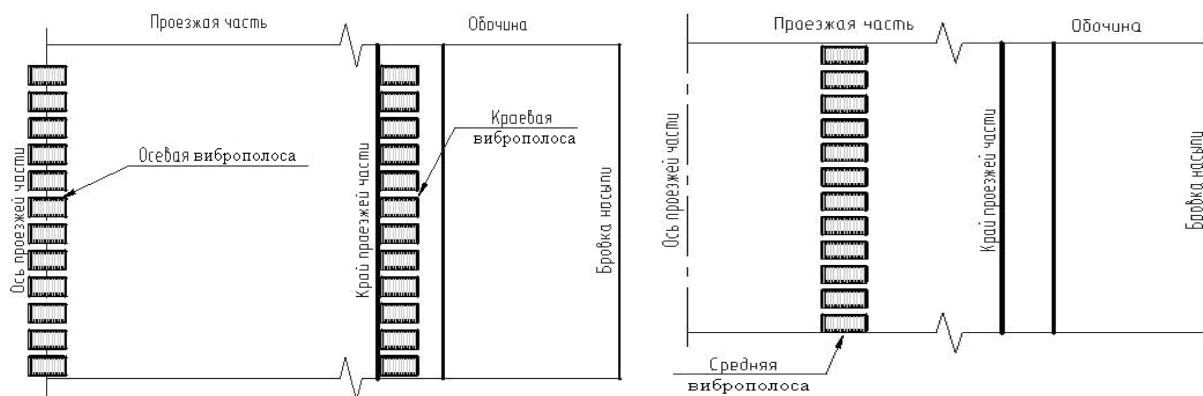 Проезжая часть
Обочина
Осевая виброполоса
Краевая
виброполоса
Ось проезжей части
Край проезжей части
Бровка насыпи
Проезжая часть
Обочина
Ось проезжей части
Край проезжей части
Бровка насыпи
Средняя
виброполоса